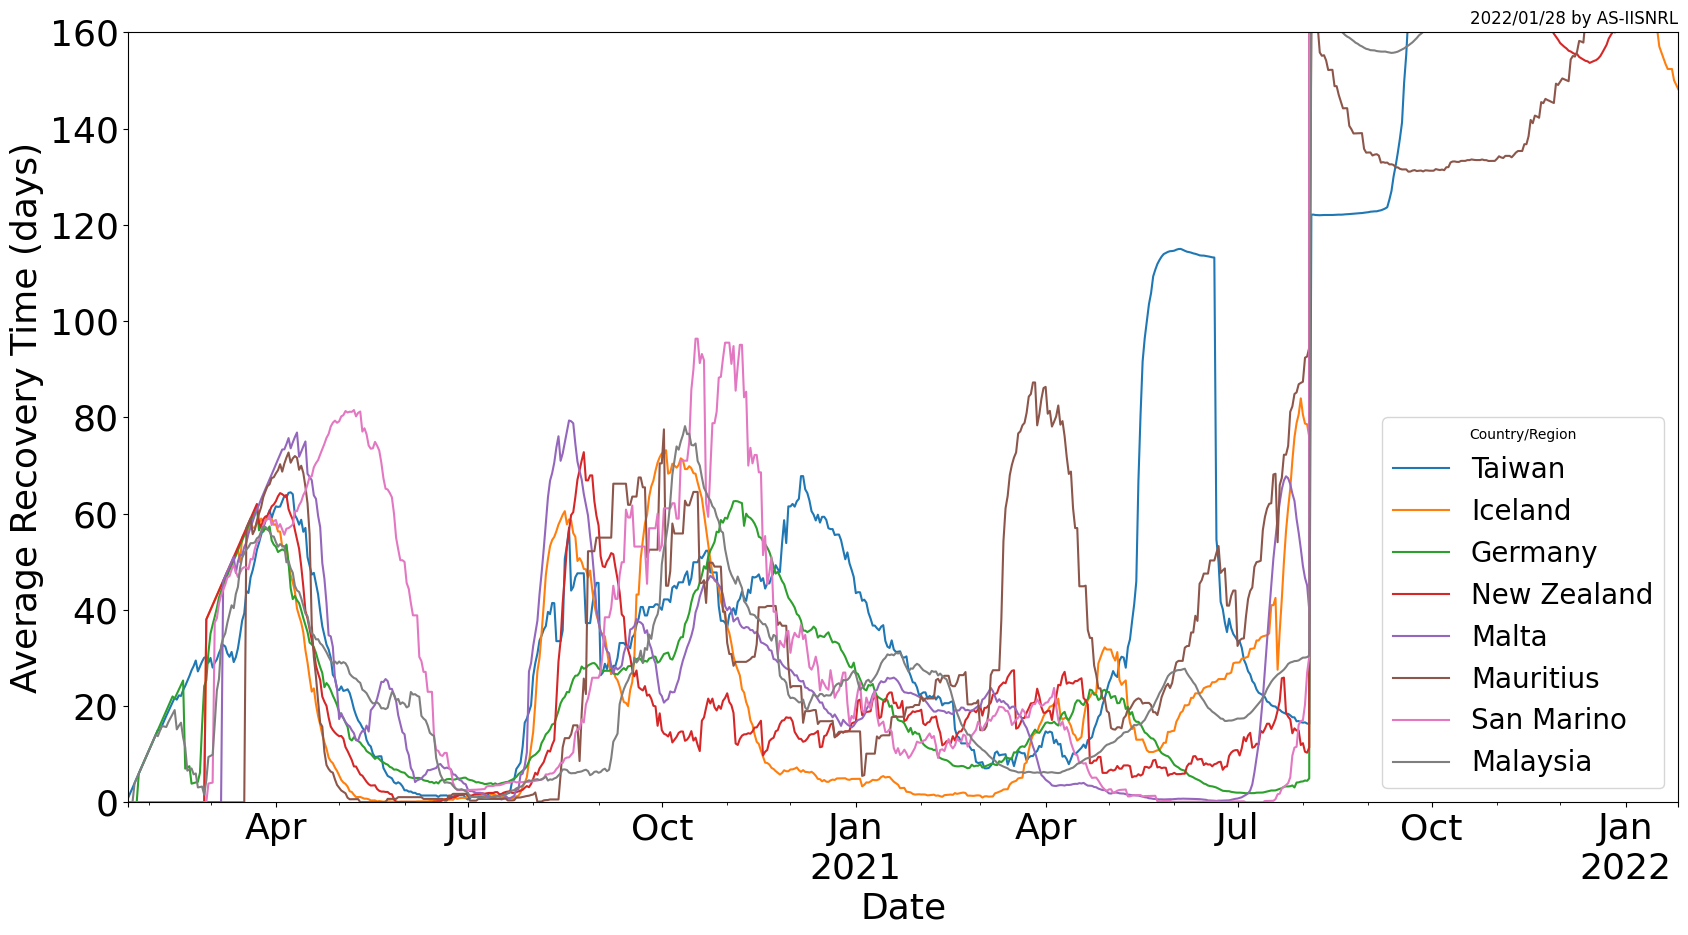 2022/01/28 by AS-IISNRL
160
140
120
100
80
60
40
20
0
Average Recovery Time (days)
Country/Region
Taiwan
Iceland
Germany
New Zealand
Malta
Mauritius
San Marino
Malaysia
Apr Jul Oct Jan Apr Jul Oct Jan
2021 2022
Date